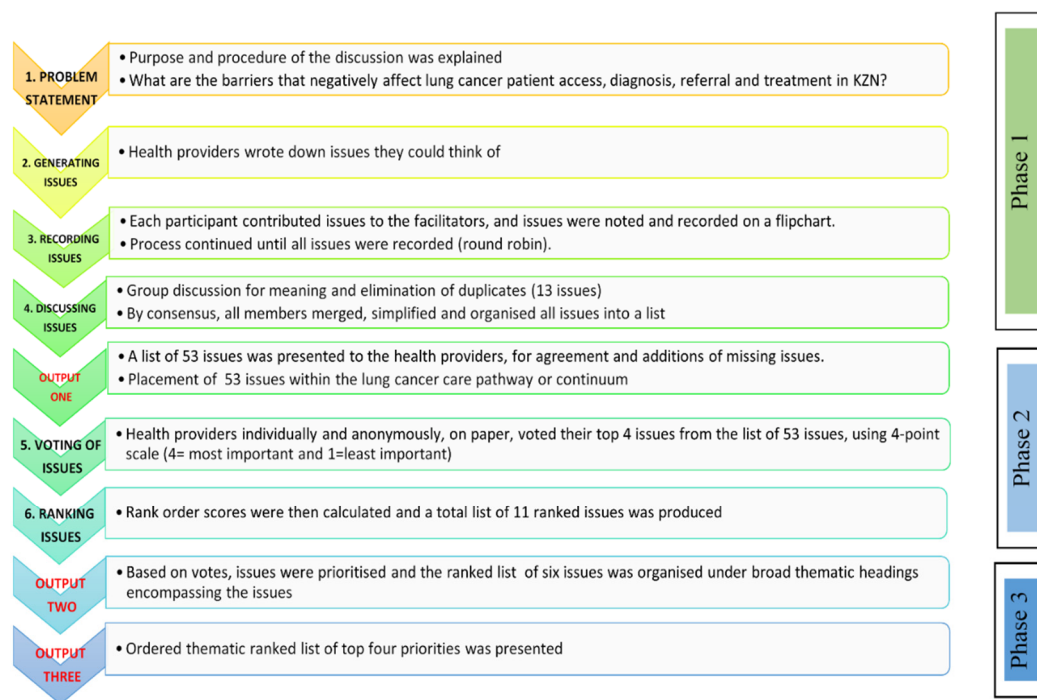 1. PROBLEM
STATEMENT
• Purpose and procedure of the discussion was explained
• What are the barriers that negatively affect lung cancer patient access, diagnosis, referral and treatment in KZN?
2. GENERATING
ISSUES
• Health providers wrote down issues they could think of
3. RECORDING
ISSUES
• Each participant contributed issues to the facilitators, and issues were noted and recorded on a flipchart.
• Process continued until all issues were recorded (round robin).
4. DISCUSSING
ISSUES
• Group discussion for meaning and elimination of duplicates (13 issues)
• By consensus, all members merged, simplified and organised all issues into a list
OUTPUT
ONE
• A list of 53 issues was presented to the health providers, for agreement and additions of missing issues.
• Placement of 53 issues within the lung cancer care pathway or continuum
5. VOTING OF
ISSUES
• Health providers individually and anonymously, on paper, voted their top 4 issues from the list of 53 issues, using 4-point
scale (4= most important and 1=least important)
6. RANKING
ISSUES
• Rank order scores were then calculated and a total list of 11 ranked issues was produced
OUTPUT
TWO
• Based on votes, issues were prioritised and the ranked list of six issues was organised under broad thematic headings
encompassing the issues
OUTPUT
THREE
• Ordered thematic ranked list of top four priorities was presented
Phase 1
Phase 2
Phase 3